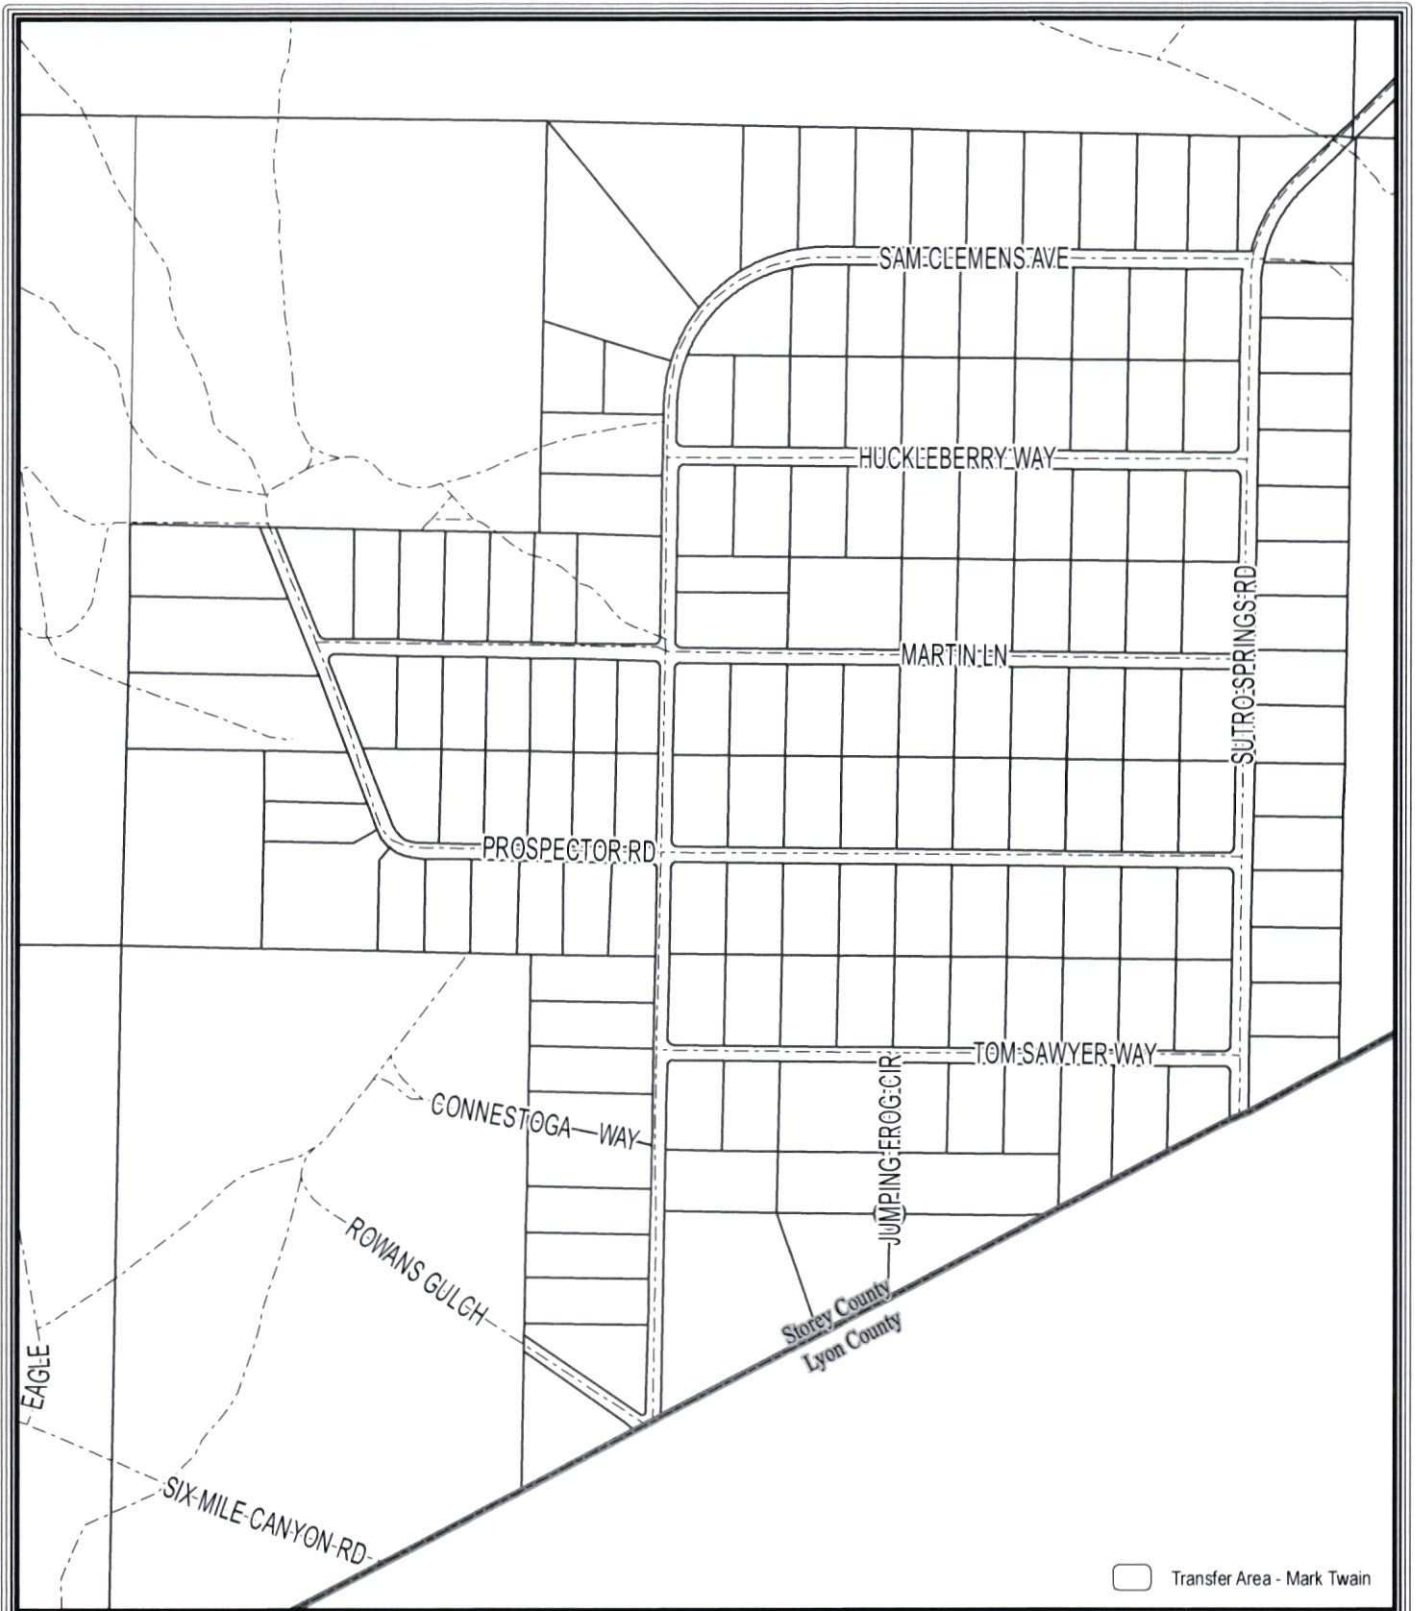 SAM CLEMENS AVE
HUCKLEBERRY WAY
SUTRO SPRINGS RD
MARTIN LN
PROSPECTOR RD
TOM SAWYER WAY
JUMPING FROG CIR
CONNESTOGA WAY
ROWANS GULCH
Storey County
Lyon County
EAGLE
SIX MILE CANYON RD
Transfer Area - Mark Twain